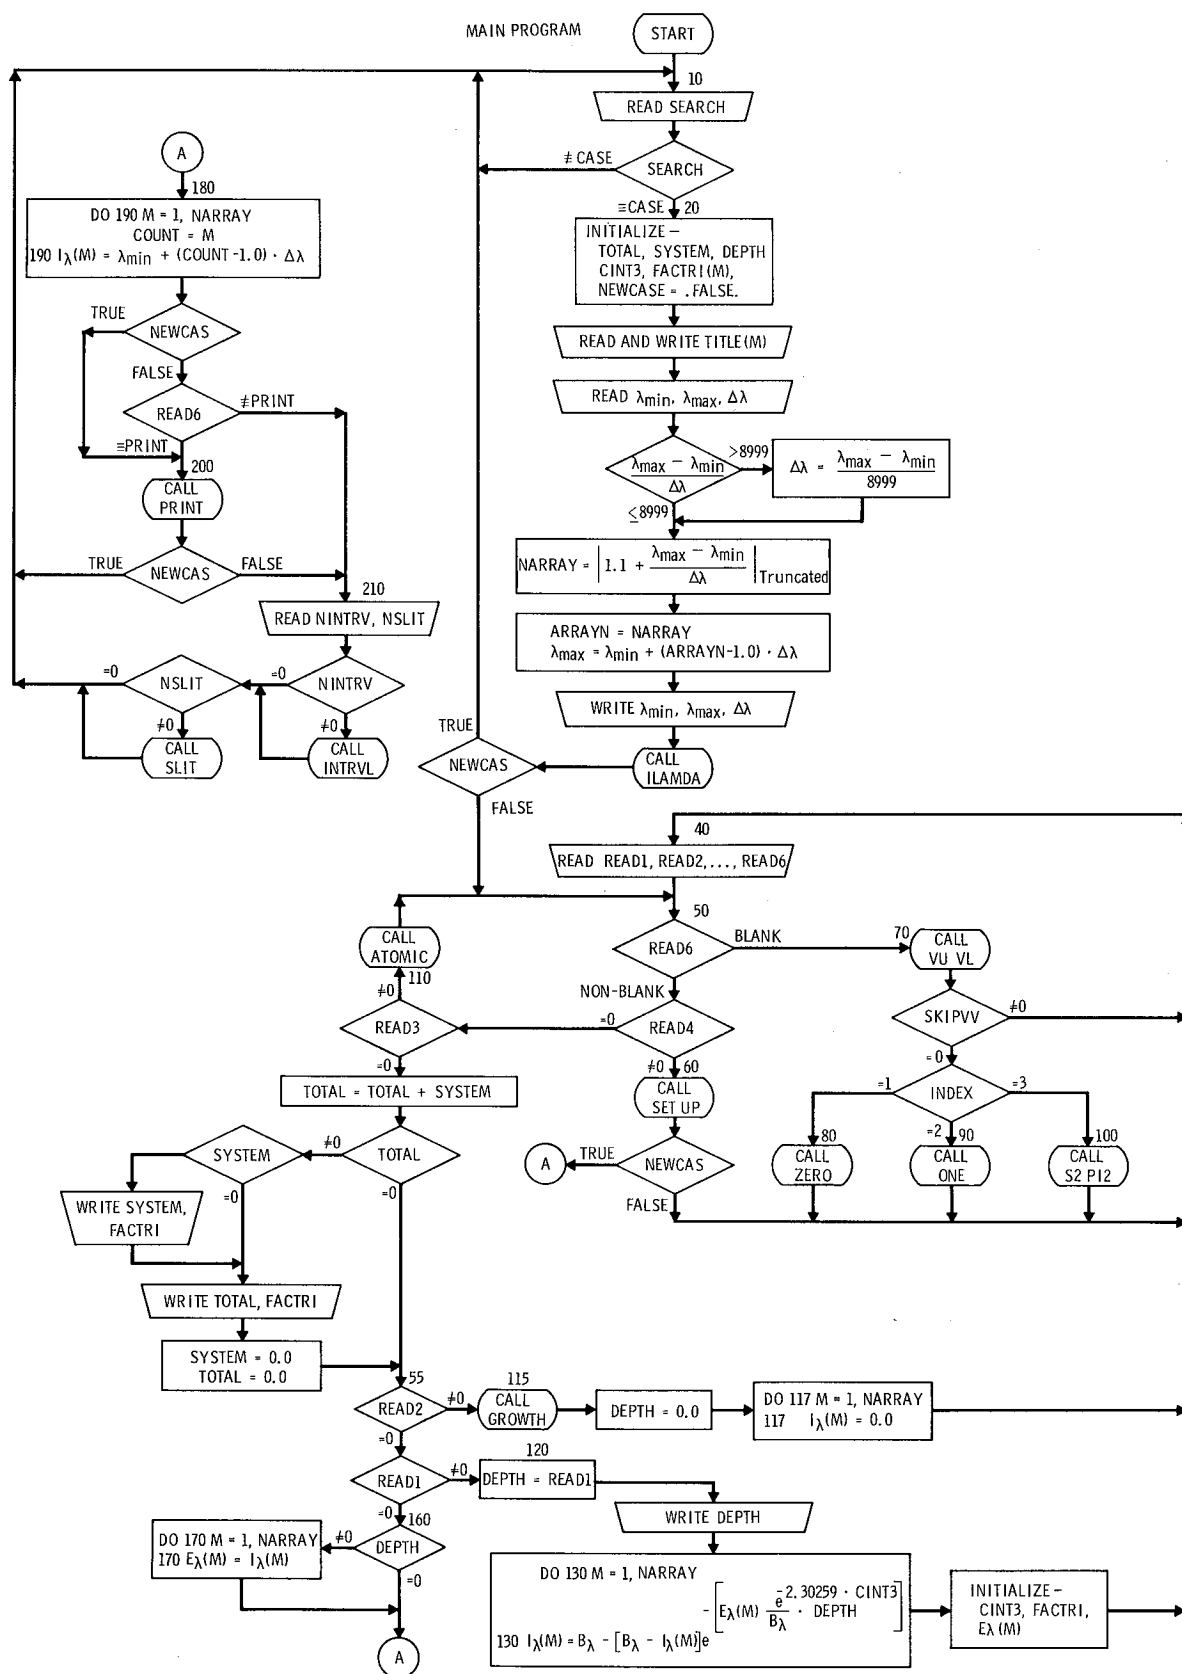 MAIN PROGRAM
START
10
READ SEARCH
SEARCH
≢CASE
≡CASE
20
INITIALIZE –
TOTAL, SYSTEM, DEPTH
CINT3, FACTRI(M),
NEWCASE = .FALSE.
READ AND WRITE TITLE(M)
READ λmin, λmax, Δλ
λmax – λmin
Δλ
>8999
Δλ = λmax – λmin
8999
≤8999
NARRAY = |1.1 + λmax – λmin
Δλ | Truncated
ARRAYN = NARRAY
λmax = λmin + (ARRAYN-1.0) · Δλ
WRITE λmin, λmax, Δλ
CALL
ILAMDA
NEWCAS
TRUE
FALSE
A
180
DO 190 M = 1, NARRAY
COUNT = M
190 Iλ(M) = λmin + (COUNT -1.0) · Δλ
TRUE
NEWCAS
FALSE
READ6
≢PRINT
≡PRINT
200
CALL
PRINT
TRUE
NEWCAS
FALSE
210
READ NINTRV, NSLIT
=0
NSLIT
=0
NINTRV
≠0
≠0
CALL
SLIT
CALL
INTRVL
40
READ READ1, READ2,..., READ6
50
READ6
BLANK
NON-BLANK
70
CALL
VU VL
SKIPVV
≠0
=0
=1
INDEX
=3
=2
80
CALL
ZERO
90
CALL
ONE
100
CALL
S2 PI2
CALL
ATOMIC
110
≠0
READ3
=0
READ4
=0
≠0
60
CALL
SET UP
A
TRUE
NEWCAS
FALSE
TOTAL = TOTAL + SYSTEM
SYSTEM
≠0
TOTAL
=0
=0
WRITE SYSTEM,
FACTRI
WRITE TOTAL, FACTRI
SYSTEM = 0.0
TOTAL = 0.0
55
READ2
≠0
115
CALL
GROWTH
DEPTH = 0.0
DO 117 M = 1, NARRAY
117 Iλ(M) = 0.0
=0
READ1
≠0
120
DEPTH = READ1
WRITE DEPTH
=0
160
DO 170 M = 1, NARRAY
170 Eλ(M) = Iλ(M)
≠0
DEPTH
=0
A
DO 130 M = 1, NARRAY
-[Eλ(M) e-2.30259 · CINT3
Bλ · DEPTH]
130 Iλ(M) = Bλ – [Bλ – Iλ(M)]e
INITIALIZE –
CINT3, FACTRI,
Eλ(M)